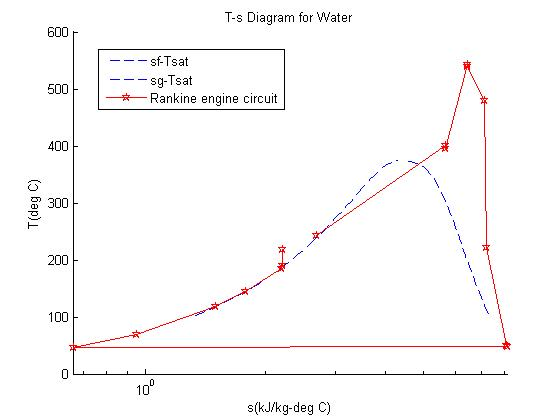 T-s Diagram for Water
600
500
400
300
200
100
0
T(deg C)
sf-Tsat
sg-Tsat
Rankine engine circuit
10^0
s(kJ/kg-deg C)